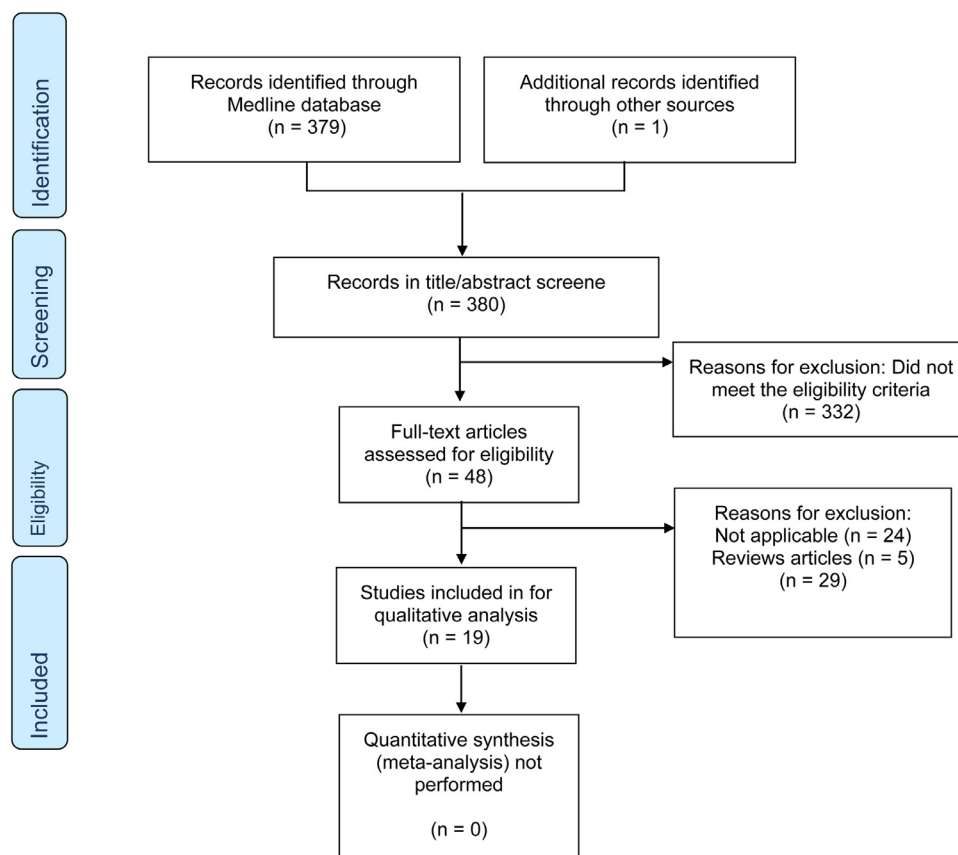 Identification
Records identified through
Medline database
(n = 379)
Additional records identified
through other sources
(n = 1)
Screening
Records in title/abstract screene
(n = 380)
Reasons for exclusion: Did not
meet the eligibility criteria
(n = 332)
Eligibility
Full-text articles
assessed for eligibility
(n = 48)
Reasons for exclusion:
Not applicable (n = 24)
Reviews articles (n = 5)
(n = 29)
Included
Studies included in for
qualitative analysis
(n = 19)
Quantitative synthesis
(meta-analysis) not
performed
(n = 0)